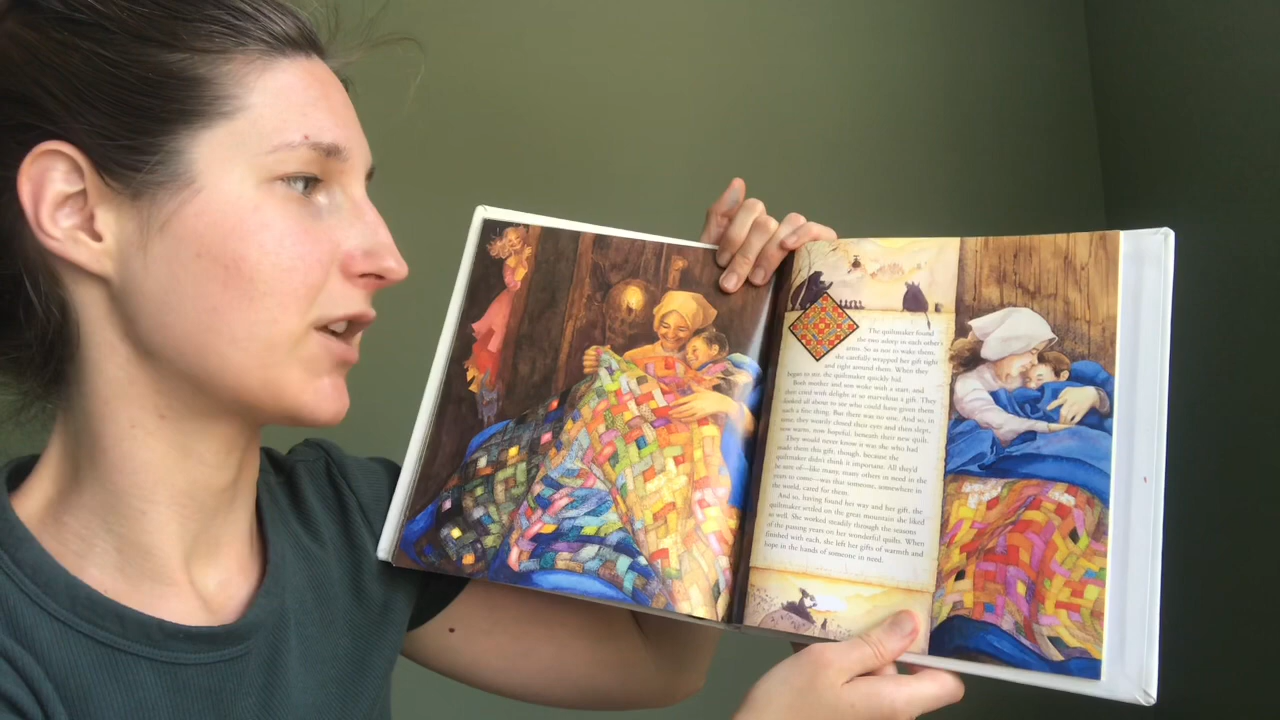 The quiltmaker found
the two asleep in each other's
arms. So as not to wake them,
she carefully wrapped her gift tight
and right around them. When they
began to stir, the quiltmaker quickly hid.
Both mother and son woke with a start, and
they cried with delight at so marvelous a gift. They
looked all about to see who could have given them
such a fine thing. But there was no one. And so, in
time, they wearily closed their eyes and then slept,
now warm, now hopeful, beneath their new quilt.
They would never know it was she who had
made them this gift, though, because the
quiltmaker didn't think it important. All they'd
be sure of—like many, many others in need in the
years to come—was that someone, somewhere in
the world, cared for them.
And so, having found her way and her gift, the
quiltmaker settled on the great mountain she liked
so well. She worked steadily through the seasons
of the passing years on her wonderful quilts. When
finished with each, she left her gifts of warmth and
hope in the hands of someone in need.